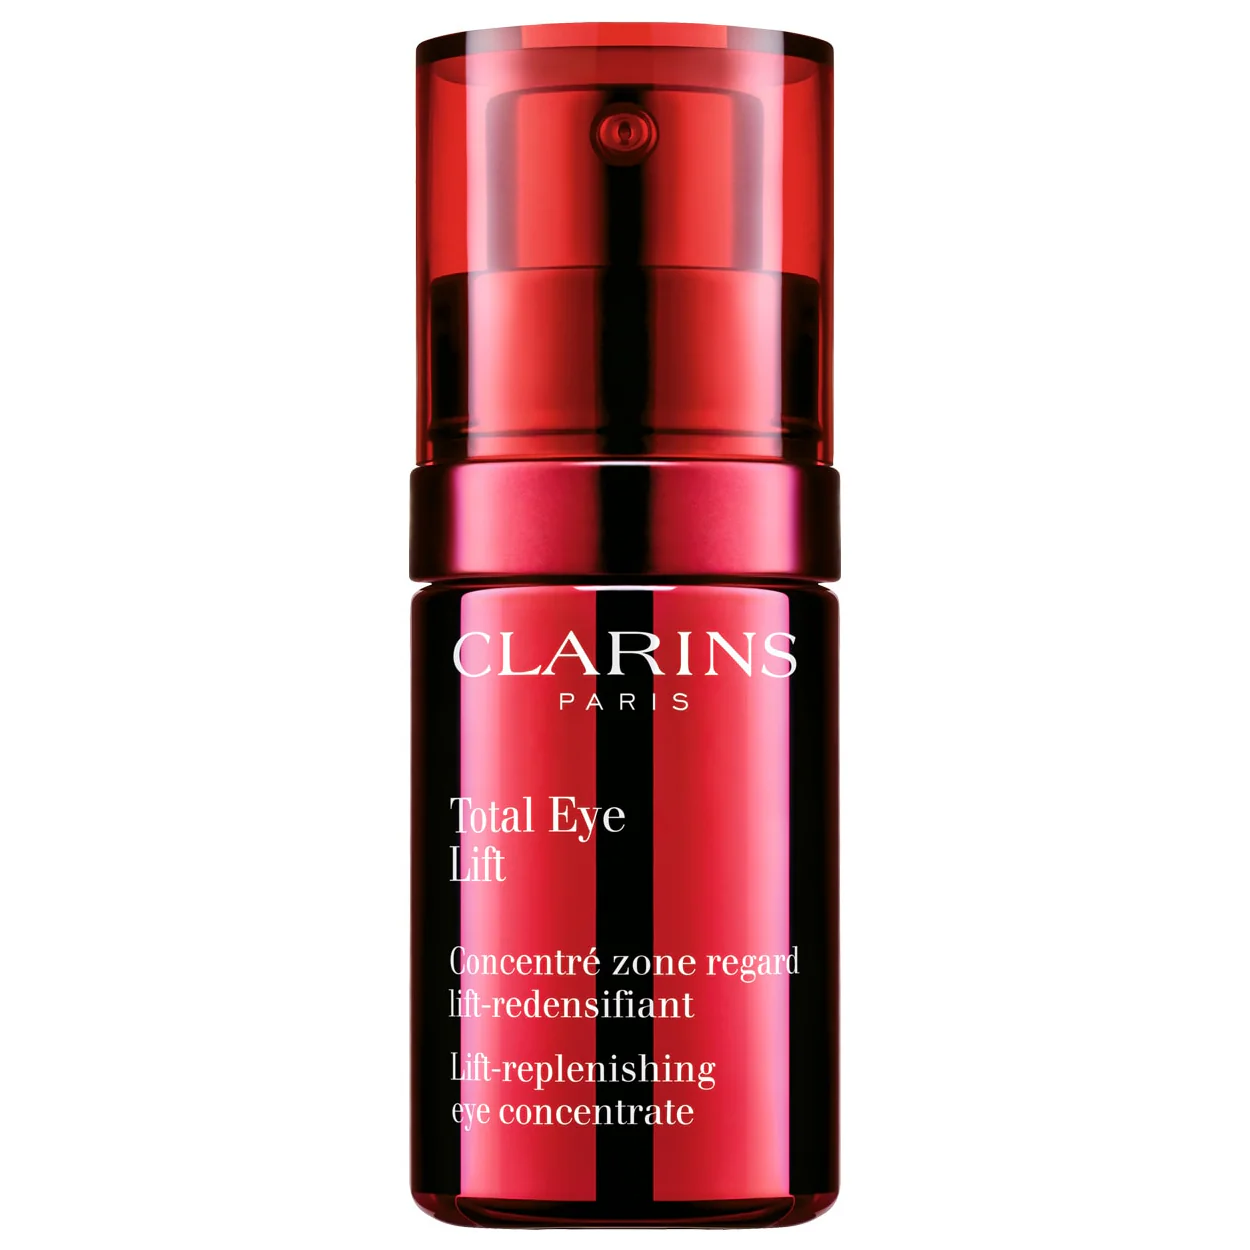 CLARINS
PARIS
Total Eye
Lift
Concentré zone regard
lift-redensifiant
Lift-replenishing
eye concentrate